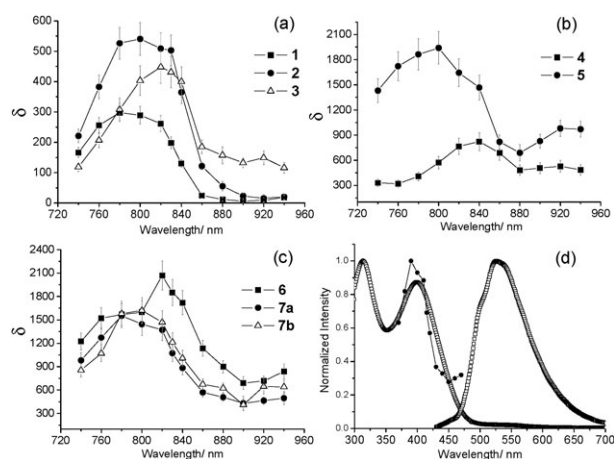 (a)
600
500
400
300
200
100
0
δ
1
2
3
720 760 800 840 880 920 960
Wavelength/ nm
(b)
2100
1800
1500
1200
900
600
300
δ
4
5
720 760 800 840 880 920 960
Wavelength/ nm
(c)
2400
2100
1800
1500
1200
900
600
300
δ
6
7a
7b
720 760 800 840 880 920 960
Wavelength/ nm
(d)
1.0
0.8
0.6
0.4
0.2
0.0
Normalized Intensity
300 350 400 450 500 550 600 700
Wavelength/ nm